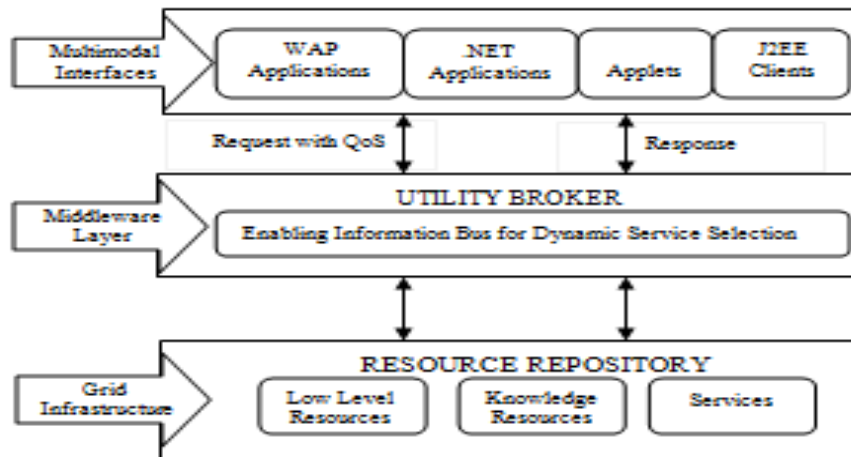 Multimodal
Interfaces
WAP
Applications
.NET
Applications
Applets
J2EE
Clients
Request with QoS
Response
Middleware
Layer
UTILITY BROKER
Enabling Information Bus for Dynamic Service Selection
Grid
Infrastructure
RESOURCE REPOSITORY
Low Level
Resources
Knowledge
Resources
Services